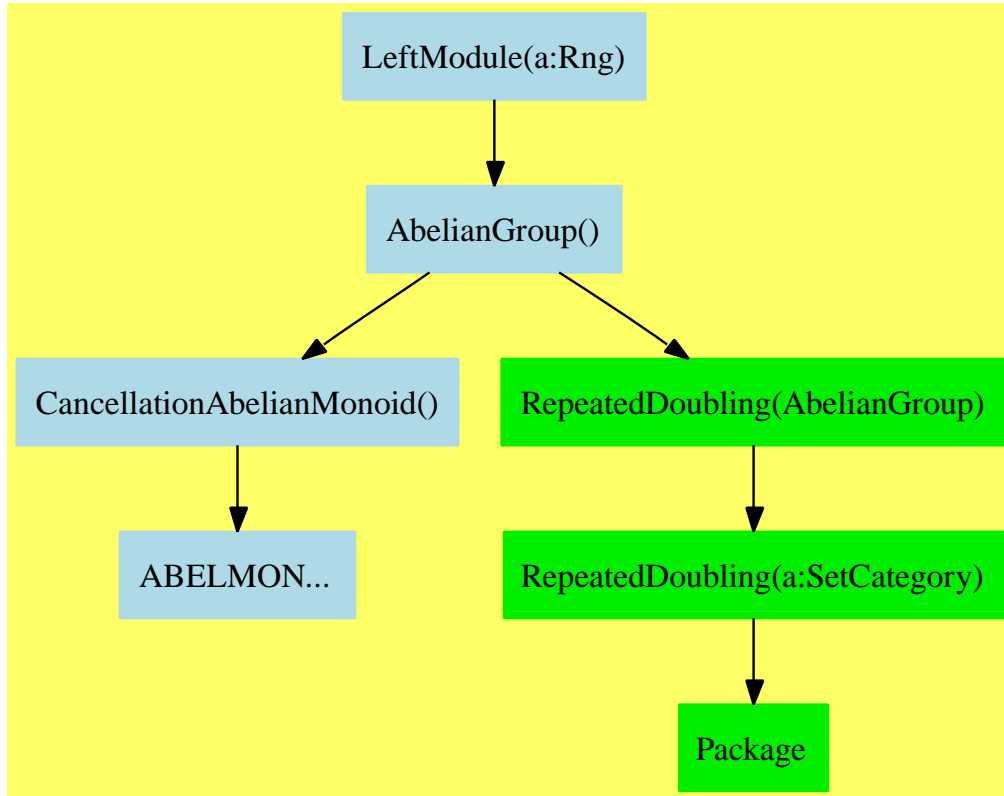 LeftModule(a:Rng)
AbelianGroup()
CancellationAbelianMonoid()
RepeatedDoubling(AbelianGroup)
ABELMON...
RepeatedDoubling(a:SetCategory)
Package